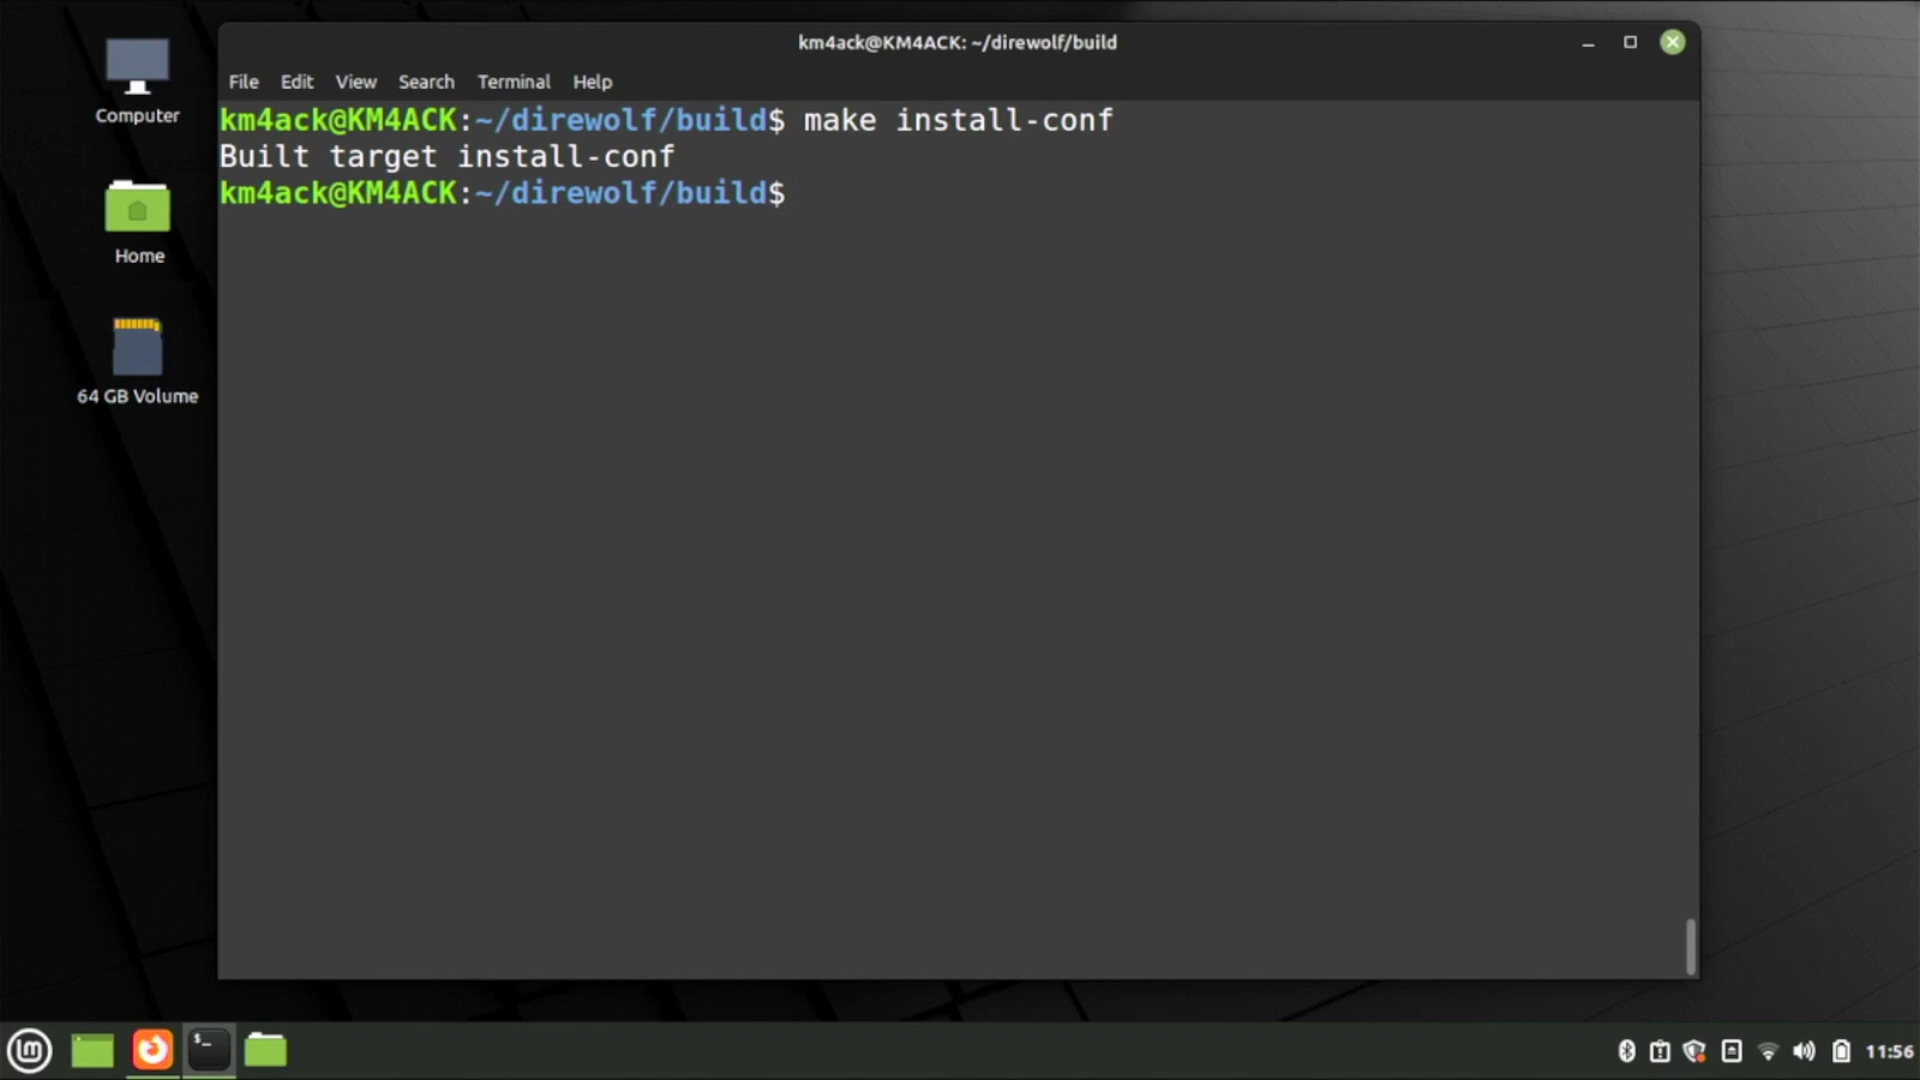 km4ack@KM4ACK: ~/direwolf/build
File Edit View Search Terminal Help
km4ack@KM4ACK:~/direwolf/build$ make install-conf
Built target install-conf
km4ack@KM4ACK:~/direwolf/build$
Computer
Home
64 GB Volume
lm
$_
11:56